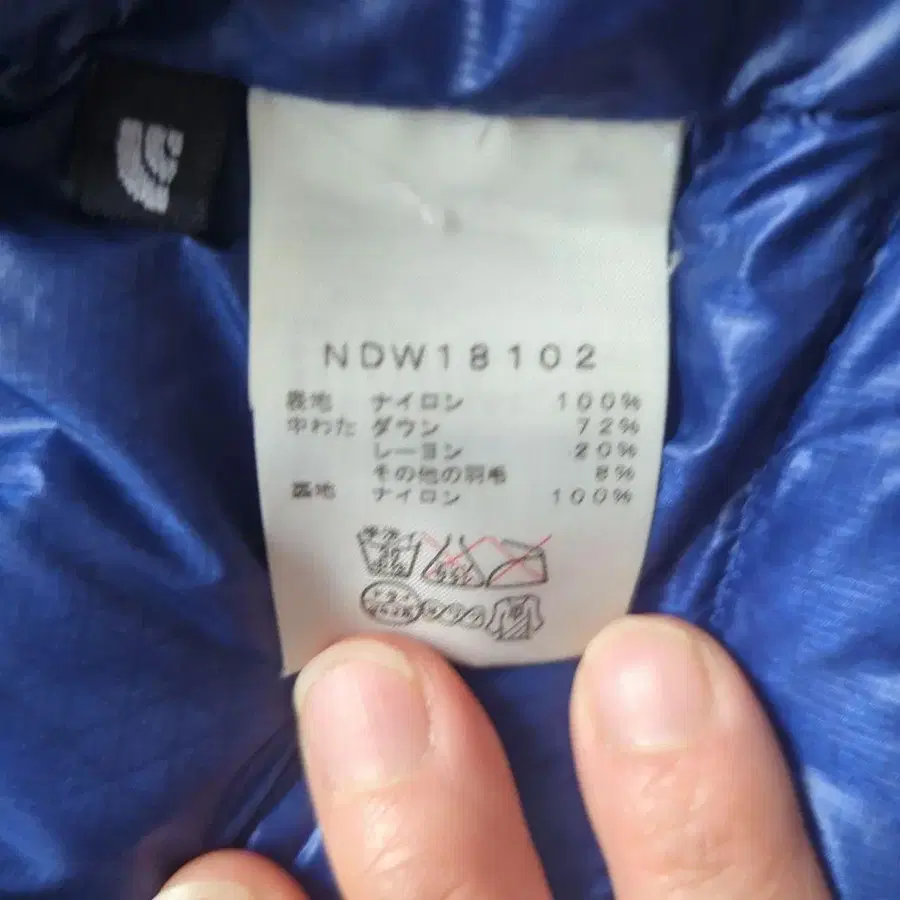 NDW18102
表地 ナイロン 100%
中わた ダウン 72%
レーヨン 20%
その他の羽毛 8%
裏地 ナイロン 100%